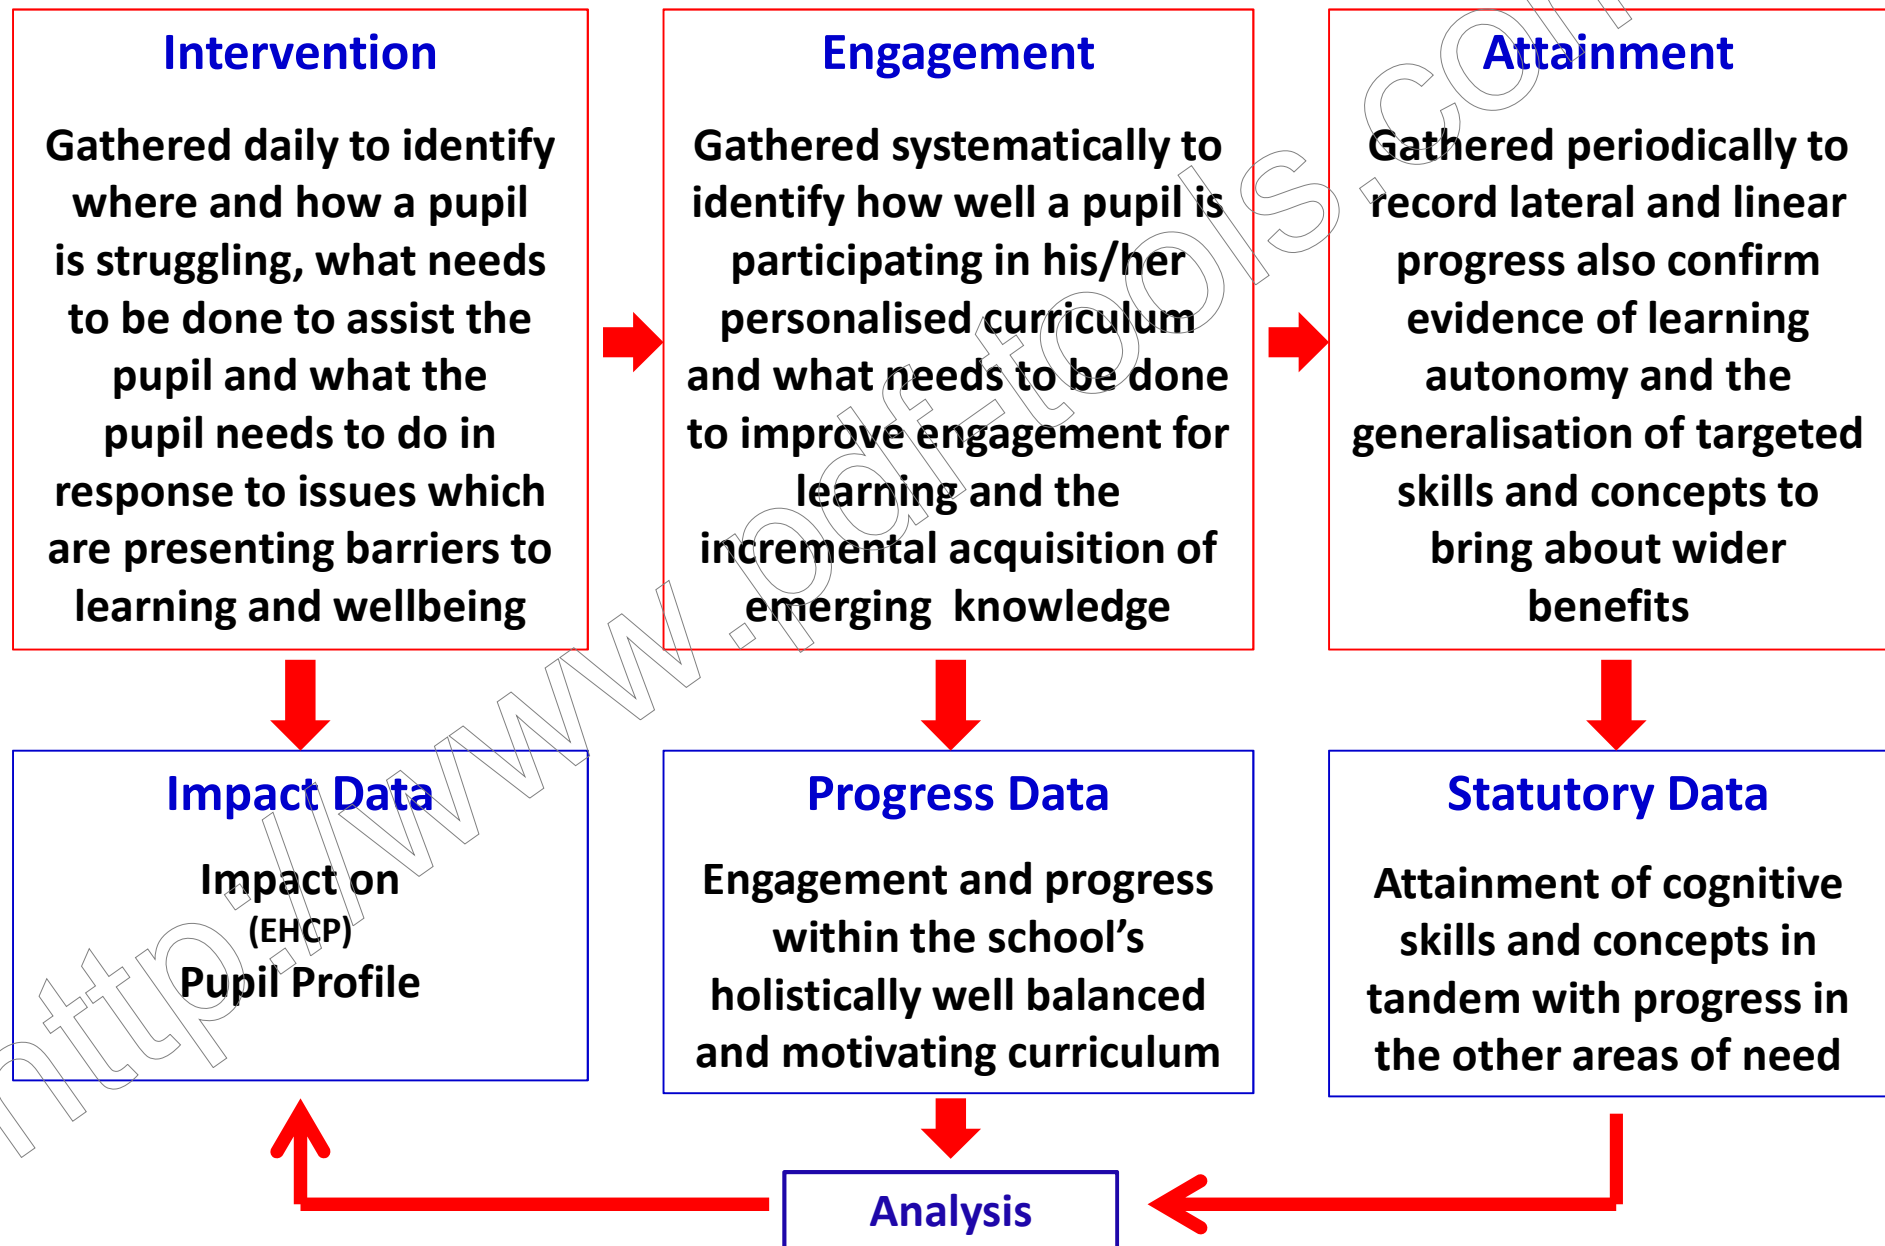 Intervention
Gathered daily to identify
where and how a pupil
is struggling, what needs
to be done to assist the
pupil and what the
pupil needs to do in
response to issues which
are presenting barriers to
learning and wellbeing
Engagement
Gathered systematically to
identify how well a pupil is
participating in his/her
personalised curriculum
and what needs to be done
to improve engagement for
learning and the
incremental acquisition of
emerging  knowledge
Attainment
Gathered periodically to
record lateral and linear
progress also confirm
evidence of learning
autonomy and the
generalisation of targeted
skills and concepts to
bring about wider
benefits
Impact Data
Impact on
(EHCP)
Pupil Profile
Progress Data
Engagement and progress
within the school’s
holistically well balanced
and motivating curriculum
Statutory Data
Attainment of cognitive
skills and concepts in
tandem with progress in
the other areas of need
Analysis
http://www.pdf-tools.com